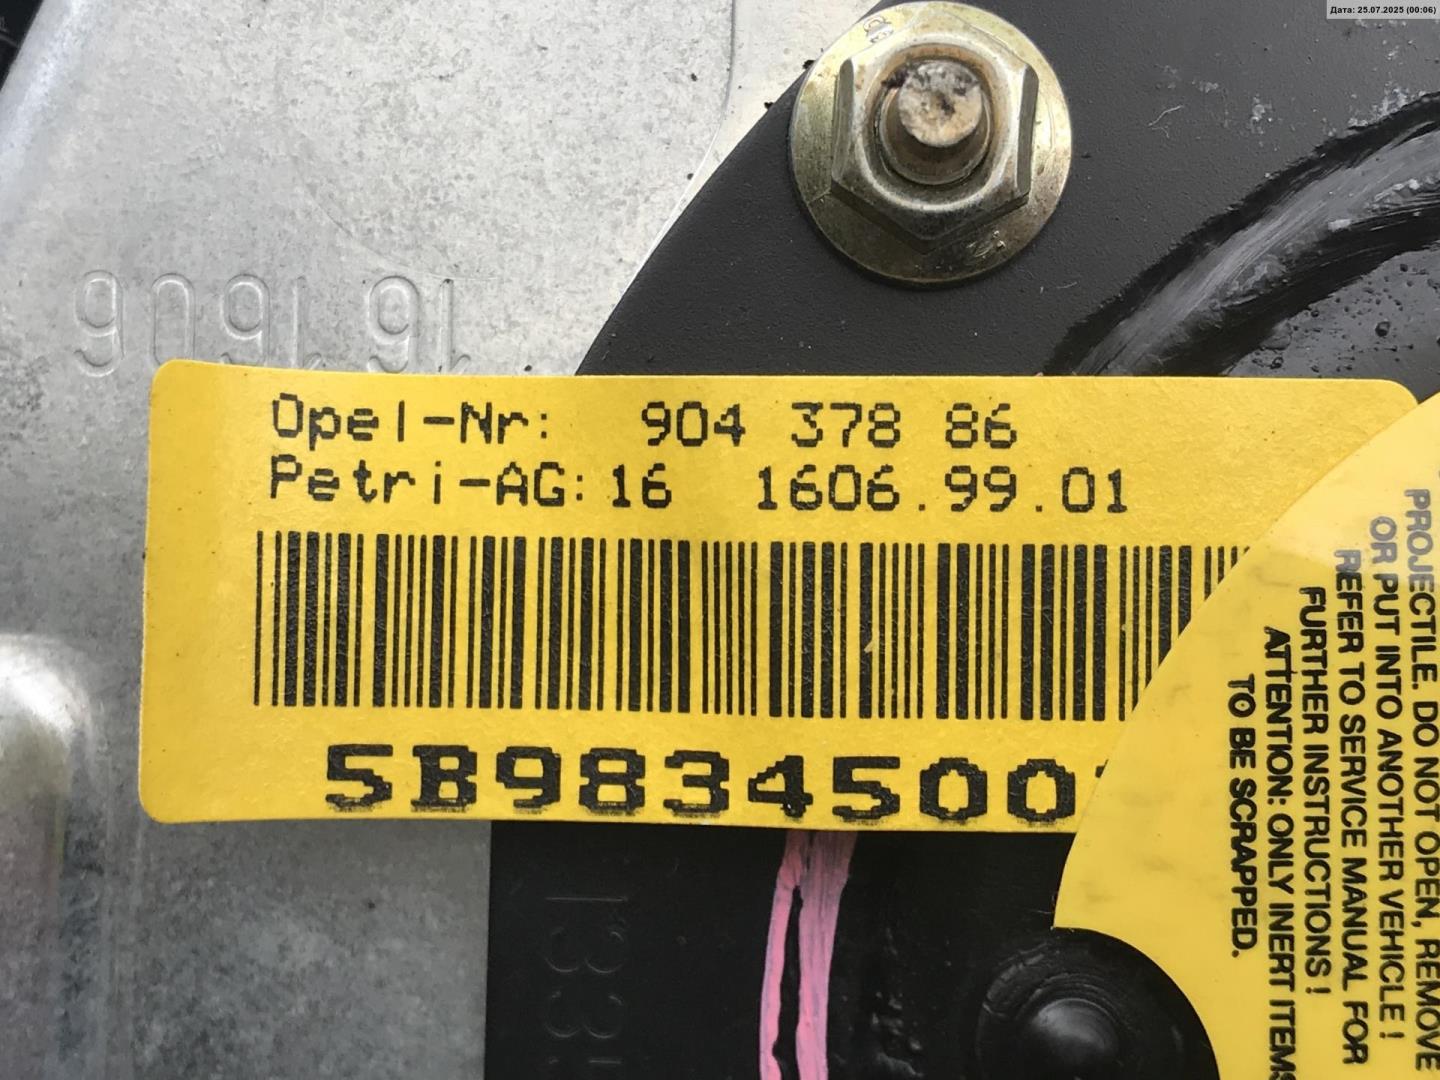 Дата: 25.07.2025 (00:06)
16 1606
Opel-Nr: 904 378 86
Petri-AG: 16 1606.99.01
5B9834500
PROJECTILE. DO NOT OPEN, REMOVE
OR PUT INTO ANOTHER VEHICLE !
REFER TO SERVICE MANUAL FOR
FURTHER INSTRUCTIONS !
ATTENTION: ONLY INERT ITEMS
TO BE SCRAPPED.